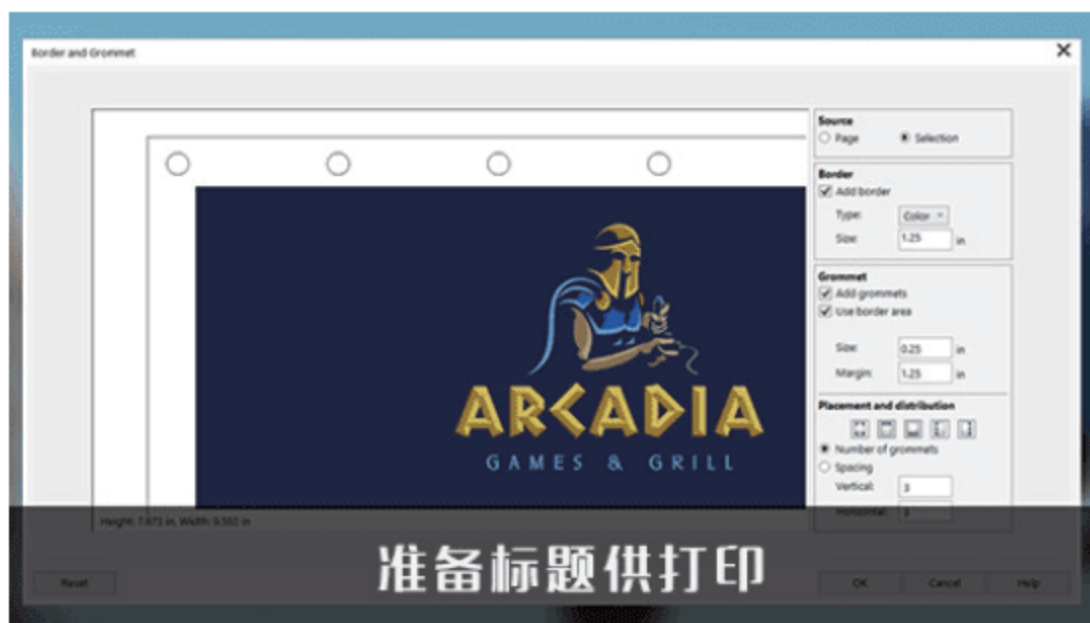 Border and Grommet
Source
Page
Selection
Border
Add border
Type:
Color
Size:
1.25
in
ARCADIA
GAMES & GRILL
Grommet
Add grommets
Use border area
Size:
0.25
in
Margin:
1.25
in
Placement and distribution
Number of grommets
Spacing
Vertical:
3
Horizontal:
Height: 7.673 in, Width: 9.592 in
准备标题供打印
Reset
OK
Cancel
Help